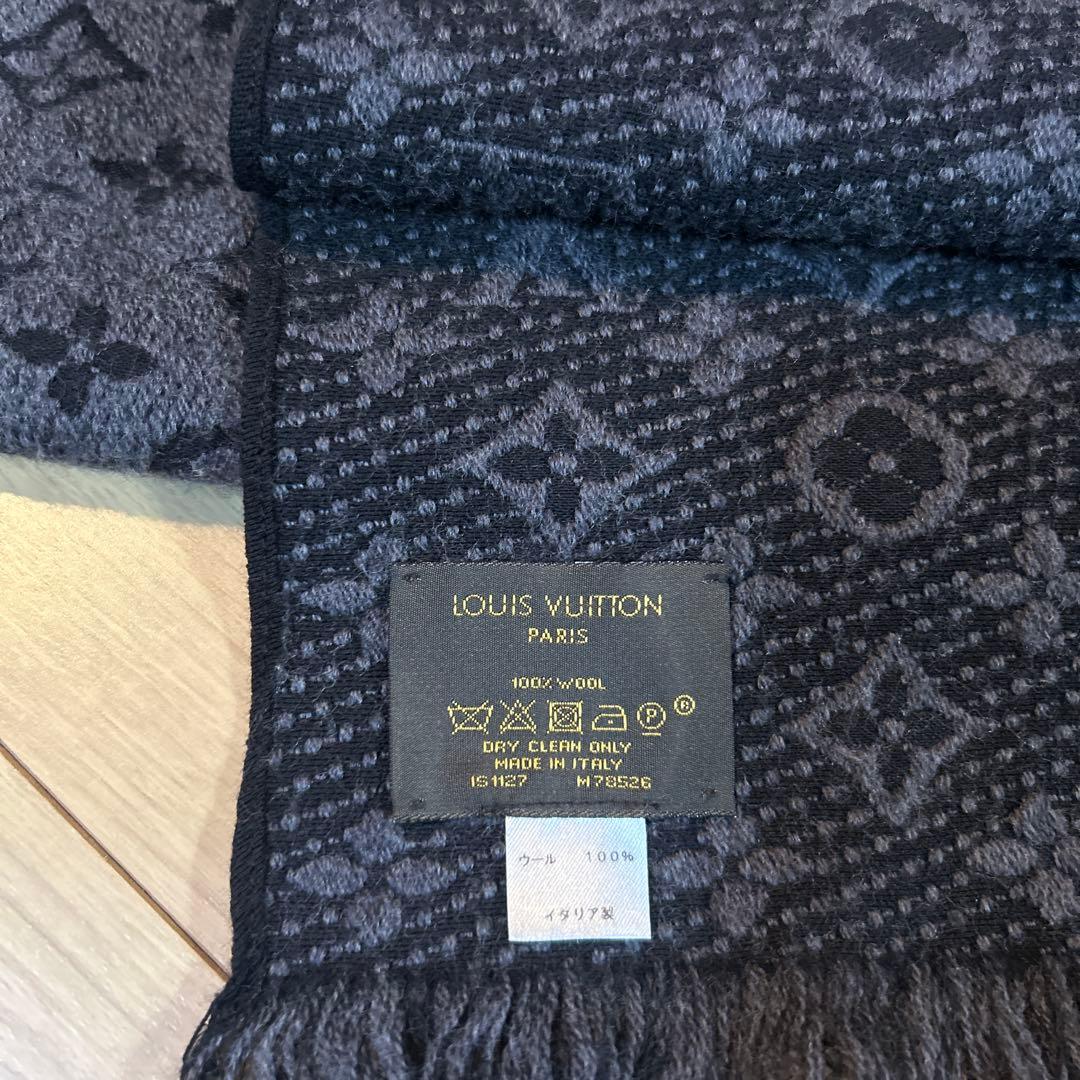 LOUIS VUITTON
PARIS
100% WOOL
P ®
DRY CLEAN ONLY
MADE IN ITALY
IS1127 M78526
ウール 100%
イタリア製